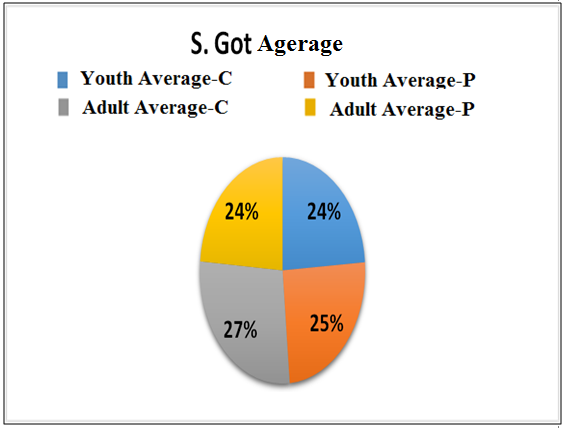 S. Got Agerage
Youth Average-C Youth Average-P
Adult Average-C Adult Average-P
24% 24%
27% 25%